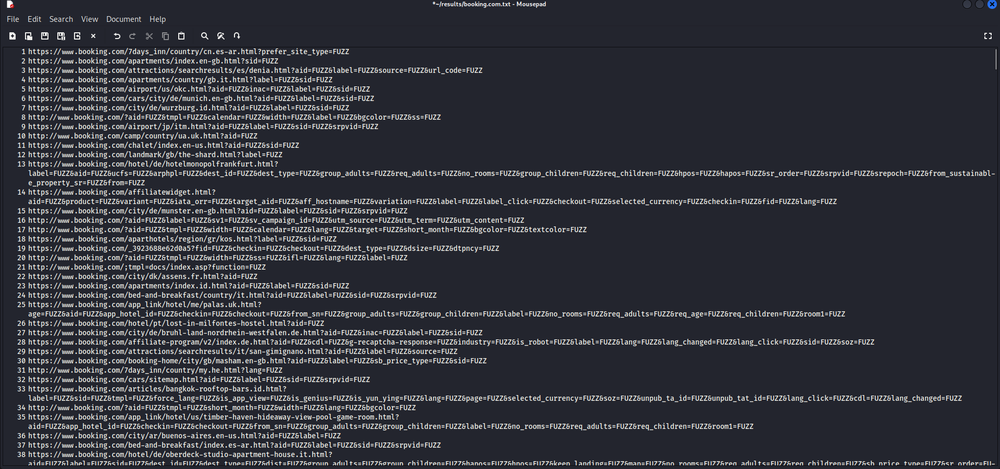 *~/results/booking.com.txt - Mousepad
File Edit Search View Document Help
1 https://www.booking.com/7days_inn/country/cn.es-ar.html?prefer_site_type=FUZZ
2 https://www.booking.com/apartments/index.en-gb.html?sid=FUZZ
3 https://www.booking.com/attractions/searchresults/es/denia.html?aid=FUZZ&label=FUZZ&source=FUZZ&url_code=FUZZ
4 https://www.booking.com/apartments/country/gb.it.html?label=FUZZ&sid=FUZZ
5 https://www.booking.com/airport/us/okc.html?aid=FUZZ&inac=FUZZ&label=FUZZ&sid=FUZZ
6 https://www.booking.com/cars/city/de/munich.en-gb.html?aid=FUZZ&label=FUZZ&sid=FUZZ
7 https://www.booking.com/city/de/wurzburg.id.html?aid=FUZZ&label=FUZZ&sid=FUZZ
8 http://www.booking.com/?aid=FUZZ&tmpl=FUZZ&calendar=FUZZ&width=FUZZ&label=FUZZ&bgcolor=FUZZ&ss=FUZZ
9 https://www.booking.com/airport/jp/itm.html?aid=FUZZ&label=FUZZ&sid=FUZZ&srpvid=FUZZ
10 http://www.booking.com/camp/country/ua.uk.html?aid=FUZZ
11 https://www.booking.com/chalet/index.en-us.html?aid=FUZZ&sid=FUZZ
12 https://www.booking.com/landmark/gb/the-shard.html?label=FUZZ
13 https://www.booking.com/hotel/de/hotelmonopolfrankfurt.html?
label=FUZZ&aid=FUZZ&ucfs=FUZZ&arphpl=FUZZ&dest_id=FUZZ&dest_type=FUZZ&group_adults=FUZZ&req_adults=FUZZ&no_rooms=FUZZ&group_children=FUZZ&req_children=FUZZ&hpos=FUZZ&hapos=FUZZ&sr_order=FUZZ&srpvid=FUZZ&srepoch=FUZZ&from_sustainabl-
e_property_sr=FUZZ&from=FUZZ
14 https://www.booking.com/affiliatewidget.html?
aid=FUZZ&product=FUZZ&variant=FUZZ&iata_orr=FUZZ&target_aid=FUZZ&aff_hostname=FUZZ&variation=FUZZ&label=FUZZ&label_click=FUZZ&checkout=FUZZ&selected_currency=FUZZ&checkin=FUZZ&fid=FUZZ&lang=FUZZ
15 https://www.booking.com/city/de/munster.en-gb.html?aid=FUZZ&label=FUZZ&sid=FUZZ&srpvid=FUZZ
16 http://www.booking.com/?aid=FUZZ&label=FUZZ&sv1=FUZZ&sv_campaign_id=FUZZ&utm_source=FUZZ&utm_term=FUZZ&utm_content=FUZZ
17 http://www.booking.com/?aid=FUZZ&tmpl=FUZZ&width=FUZZ&calendar=FUZZ&lang=FUZZ&target=FUZZ&short_month=FUZZ&bgcolor=FUZZ&textcolor=FUZZ
18 https://www.booking.com/aparthotels/region/gr/kos.html?label=FUZZ&sid=FUZZ
19 https://www.booking.com/_3923688e62d0a5?fid=FUZZ&checkin=FUZZ&checkout=FUZZ&dest_type=FUZZ&dsize=FUZZ&dtpncy=FUZZ
20 http://www.booking.com/?aid=FUZZ&tmpl=FUZZ&width=FUZZ&ss=FUZZ&ifl=FUZZ&lang=FUZZ&label=FUZZ
21 http://www.booking.com/;tmpl=docs/index.asp?function=FUZZ
22 https://www.booking.com/city/dk/assens.fr.html?aid=FUZZ
23 https://www.booking.com/apartments/index.id.html?aid=FUZZ&label=FUZZ&sid=FUZZ
24 https://www.booking.com/bed-and-breakfast/country/it.html?aid=FUZZ&label=FUZZ&sid=FUZZ&srpvid=FUZZ
25 https://www.booking.com/app_link/hotel/me/palas.uk.html?
age=FUZZ&aid=FUZZ&app_hotel_id=FUZZ&checkin=FUZZ&checkout=FUZZ&from_sn=FUZZ&group_adults=FUZZ&group_children=FUZZ&label=FUZZ&no_rooms=FUZZ&req_adults=FUZZ&req_age=FUZZ&req_children=FUZZ&room1=FUZZ
26 https://www.booking.com/hotel/pt/lost-in-milfontes-hostel.html?aid=FUZZ
27 https://www.booking.com/city/de/bruhl-land-nordrhein-westfalen.de.html?aid=FUZZ&inac=FUZZ&label=FUZZ&sid=FUZZ
28 https://www.booking.com/affiliate-program/v2/index.de.html?aid=FUZZ&cdl=FUZZ&g-recaptcha-response=FUZZ&industry=FUZZ&is_robot=FUZZ&label=FUZZ&lang=FUZZ&lang_changed=FUZZ&lang_click=FUZZ&sid=FUZZ&soz=FUZZ
29 https://www.booking.com/attractions/searchresults/it/san-gimignano.html?aid=FUZZ&label=FUZZ&source=FUZZ
30 https://www.booking.com/booking-home/city/gb/masham.en-gb.html?aid=FUZZ&label=FUZZ&sb_price_type=FUZZ&sid=FUZZ
31 http://www.booking.com/7days_inn/country/my.he.html?lang=FUZZ
32 https://www.booking.com/cars/sitemap.html?aid=FUZZ&label=FUZZ&sid=FUZZ&srpvid=FUZZ
33 https://www.booking.com/articles/bangkok-rooftop-bars.id.html?
label=FUZZ&sid=FUZZ&tmpl=FUZZ&force_lang=FUZZ&is_app_view=FUZZ&is_genius=FUZZ&is_yun_ying=FUZZ&lang=FUZZ&page=FUZZ&selected_currency=FUZZ&soz=FUZZ&unpub_ta_id=FUZZ&unpub_tat_id=FUZZ&lang_click=FUZZ&cdl=FUZZ&lang_changed=FUZZ
34 http://www.booking.com/?aid=FUZZ&tmpl=FUZZ&short_month=FUZZ&width=FUZZ&lang=FUZZ&bgcolor=FUZZ
35 https://www.booking.com/app_link/hotel/us/timber-haven-hideaway-view-pool-game-room.html?
aid=FUZZ&app_hotel_id=FUZZ&checkin=FUZZ&checkout=FUZZ&from_sn=FUZZ&group_adults=FUZZ&group_children=FUZZ&label=FUZZ&no_rooms=FUZZ&req_adults=FUZZ&req_children=FUZZ&room1=FUZZ
36 https://www.booking.com/city/ar/buenos-aires.en-us.html?aid=FUZZ&label=FUZZ
37 https://www.booking.com/bed-and-breakfast/index.es-ar.html?aid=FUZZ&label=FUZZ&sid=FUZZ&srpvid=FUZZ
38 https://www.booking.com/hotel/de/oberdeck-studio-apartment-house.it.html?
aid=FUZZ&label=FUZZ&sid=FUZZ&dest_id=FUZZ&dest_type=FUZZ&dist=FUZZ&group_adults=FUZZ&group_children=FUZZ&hapos=FUZZ&hpos=FUZZ&keep_landing=FUZZ&map=FUZZ&no_rooms=FUZZ&req_adults=FUZZ&req_children=FUZZ&sb_price_type=FUZZ&sr_order=FU-